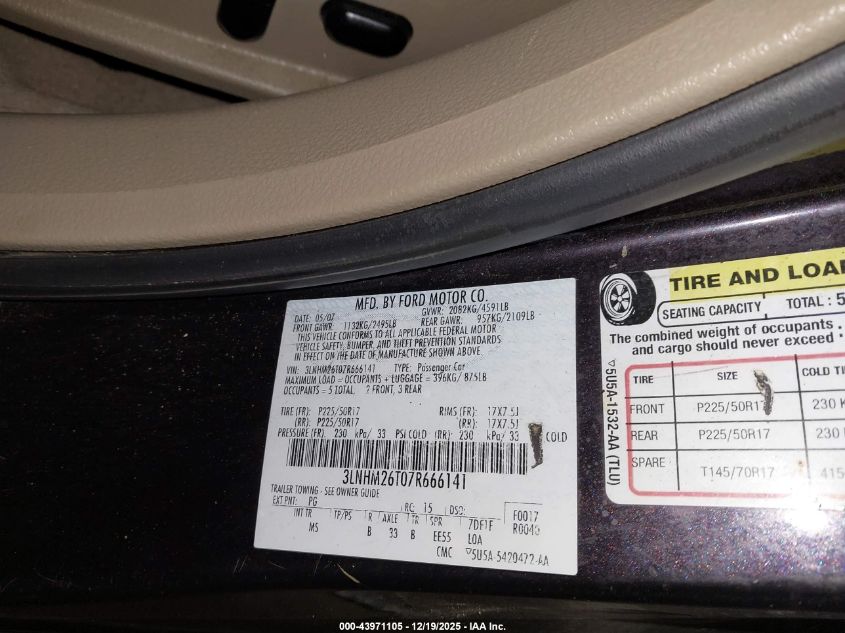 MFD. BY FORD MOTOR CO.
DATE: 05/07 GVWR: 2082KG/4591LB
FRONT GAWR: 1132KG/2495LB REAR GAWR: 957KG/2109LB
THIS VEHICLE CONFORMS TO ALL APPLICABLE FEDERAL MOTOR
VEHICLE SAFETY, BUMPER, AND THEFT PREVENTION STANDARDS
IN EFFECT ON THE DATE OF MANUFACTURE SHOWN ABOVE.
VIN: 3LNHM26T07R666141 TYPE: Passenger Car
MAXIMUM LOAD = OCCUPANTS + LUGGAGE = 396KG/ 875LB
OCCUPANTS = 5 TOTAL 2 FRONT, 3 REAR
TIRE (FR): P225/50R17 RIMS (FR): 17X7.5J
(RR): P225/50R17 (RR): 17X7.5J
PRESSURE (FR): 230 kPa/ 33 PSI COLD (RR): 230 kPa/ 33 COLD
3LNHM26T07R666141
TRAILER TOWING - SEE OWNER GUIDE
EXT PNT: PG RC: 15 DSO: F0017
INT TR TP/PS R AXLE TR SPR 7DF1F R0040
M5 B 33 B EE55 LOA
CMC ▽5U5A-5420472-AA
TIRE AND LOA
SEATING CAPACITY TOTAL : 5
The combined weight of occupants
and cargo should never exceed :
▽5U5A-1532-AA (TLU)
TIRE SIZE COLD TI
FRONT P225/50R17 230 K
REAR P225/50R17 230
SPARE T145/70R17 415
000-43971105 - 12/19/2025 - IAA Inc.